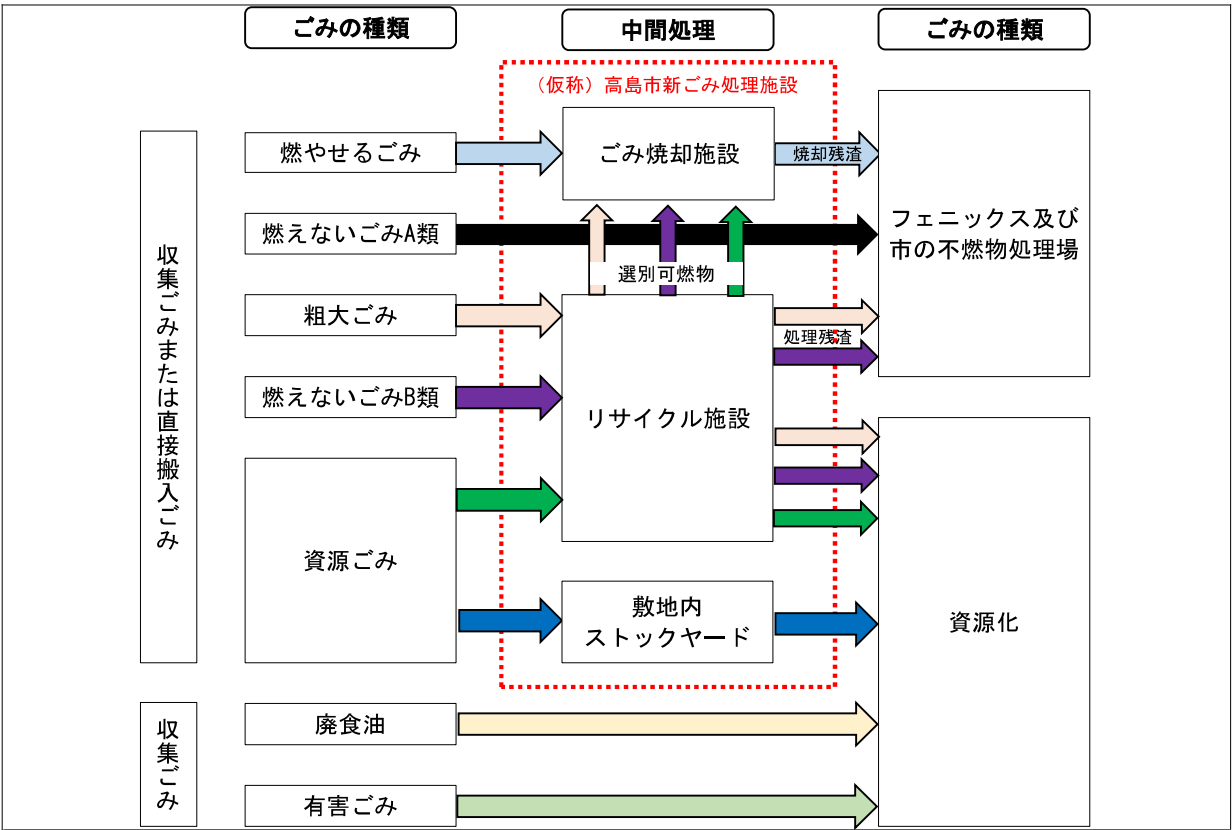 ごみの種類
中間処理
ごみの種類
（仮称）高島市新ごみ処理施設
収集ごみまたは直接搬入ごみ
燃やせるごみ
ごみ焼却施設
焼却残渣
燃えないごみA類
フェニックス及び
市の不燃物処理場
選別可燃物
粗大ごみ
処理残渣
燃えないごみB類
リサイクル施設
資源ごみ
敷地内
ストックヤード
資源化
収集ごみ
廃食油
有害ごみ